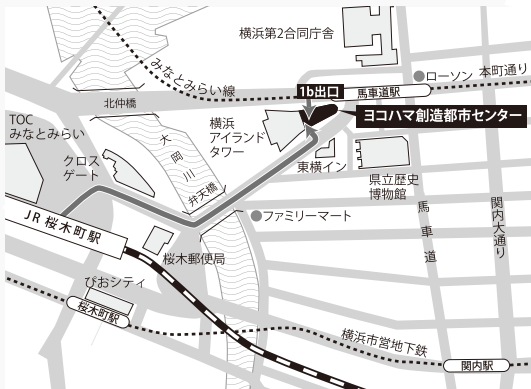 横浜第2合同庁舎
みなとみらい線
ローソン
本町通り
1b出口
馬車道駅
北仲橋
ヨコハマ創造都市センター
TOC
みなとみらい
横浜
アイランド
タワー
大岡川
クロス
ゲート
東横イン
県立歴史
博物館
弁天橋
馬車道
関内大通り
ファミリーマート
JR 桜木町駅
桜木郵便局
ぴおシティ
桜木町駅
横浜市営地下鉄
関内駅